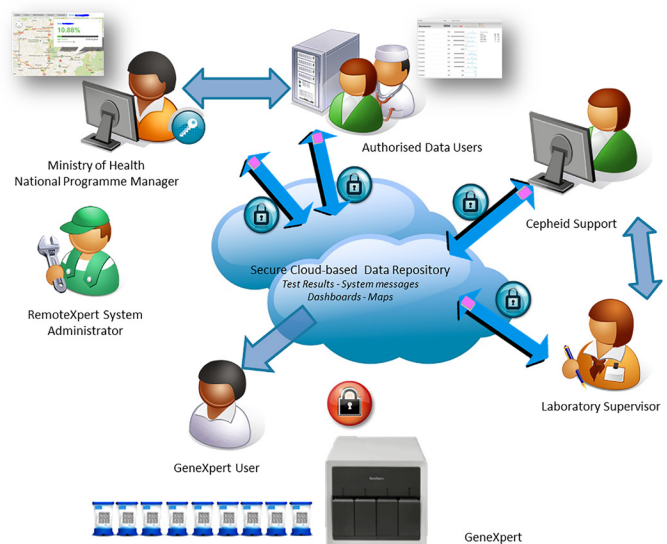 10.88%
Authorised Data Users
Ministry of Health
National Programme Manager
Cepheid Support
Secure Cloud-based Data Repository
Test Results - System messages
Dashboards - Maps
RemoteXpert System
Administrator
Laboratory Supervisor
GeneXpert User
GeneXpert